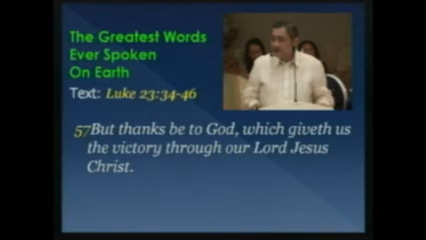 The Greatest Words
Ever Spoken
On Earth
Text: Luke 23:34-46
57But thanks be to God, which giveth us
the victory through our Lord Jesus
Christ.